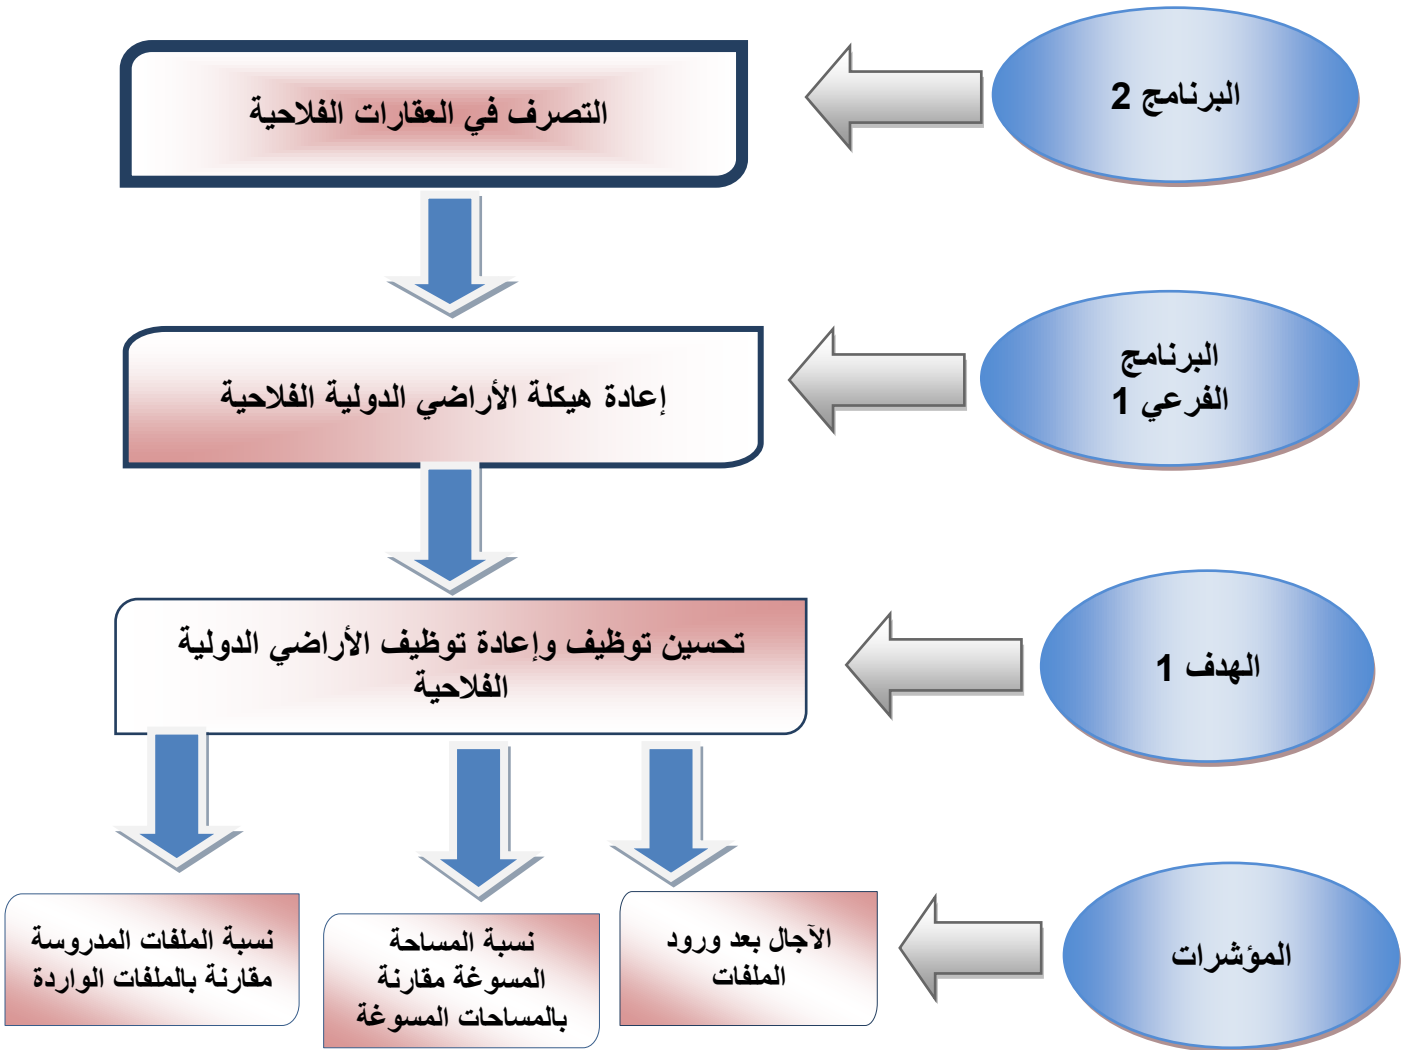 البرنامج 2
التصرف في العقارات الفلاحية
البرنامج
الفرعي 1
إعادة هيكلة الأراضي الدولية الفلاحية
الهدف 1
تحسين توظيف وإعادة توظيف الأراضي الدولية
الفلاحية
المؤشرات
الآجال بعد ورود
الملفات
نسبة المساحة
المسوغة مقارنة
بالمساحات المسوغة
نسبة الملفات المدروسة
مقارنة بالملفات الواردة